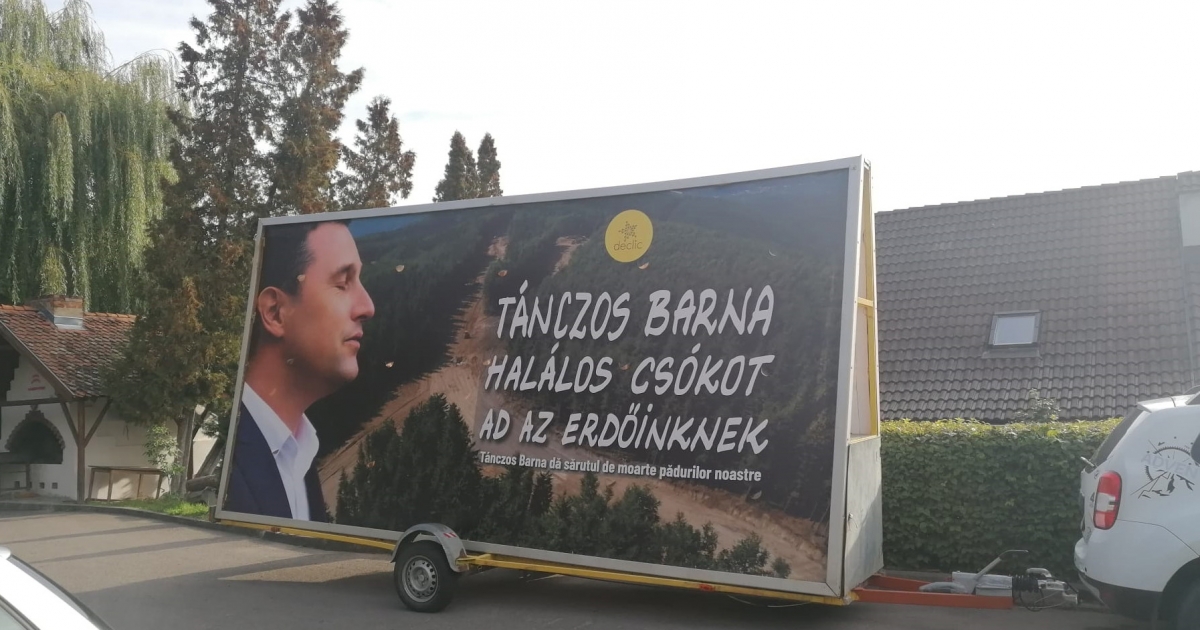 declic
TÁNCZOS BARNA
HALÁLOS CSÓKOT
AD AZ ERDŐINKNEK
Tánczos Barna dă sărutul de moarte pădurilor noastre